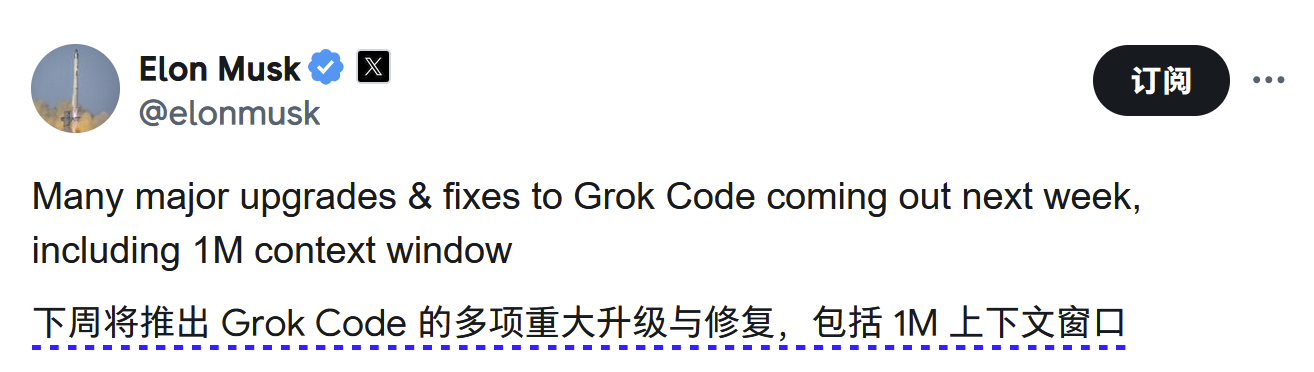 Elon Musk
订阅
@elonmusk
Many major upgrades & fixes to Grok Code coming out next week,
including 1M context window
下周将推出 Grok Code 的多项重大升级与修复，包括 1M 上下文窗口